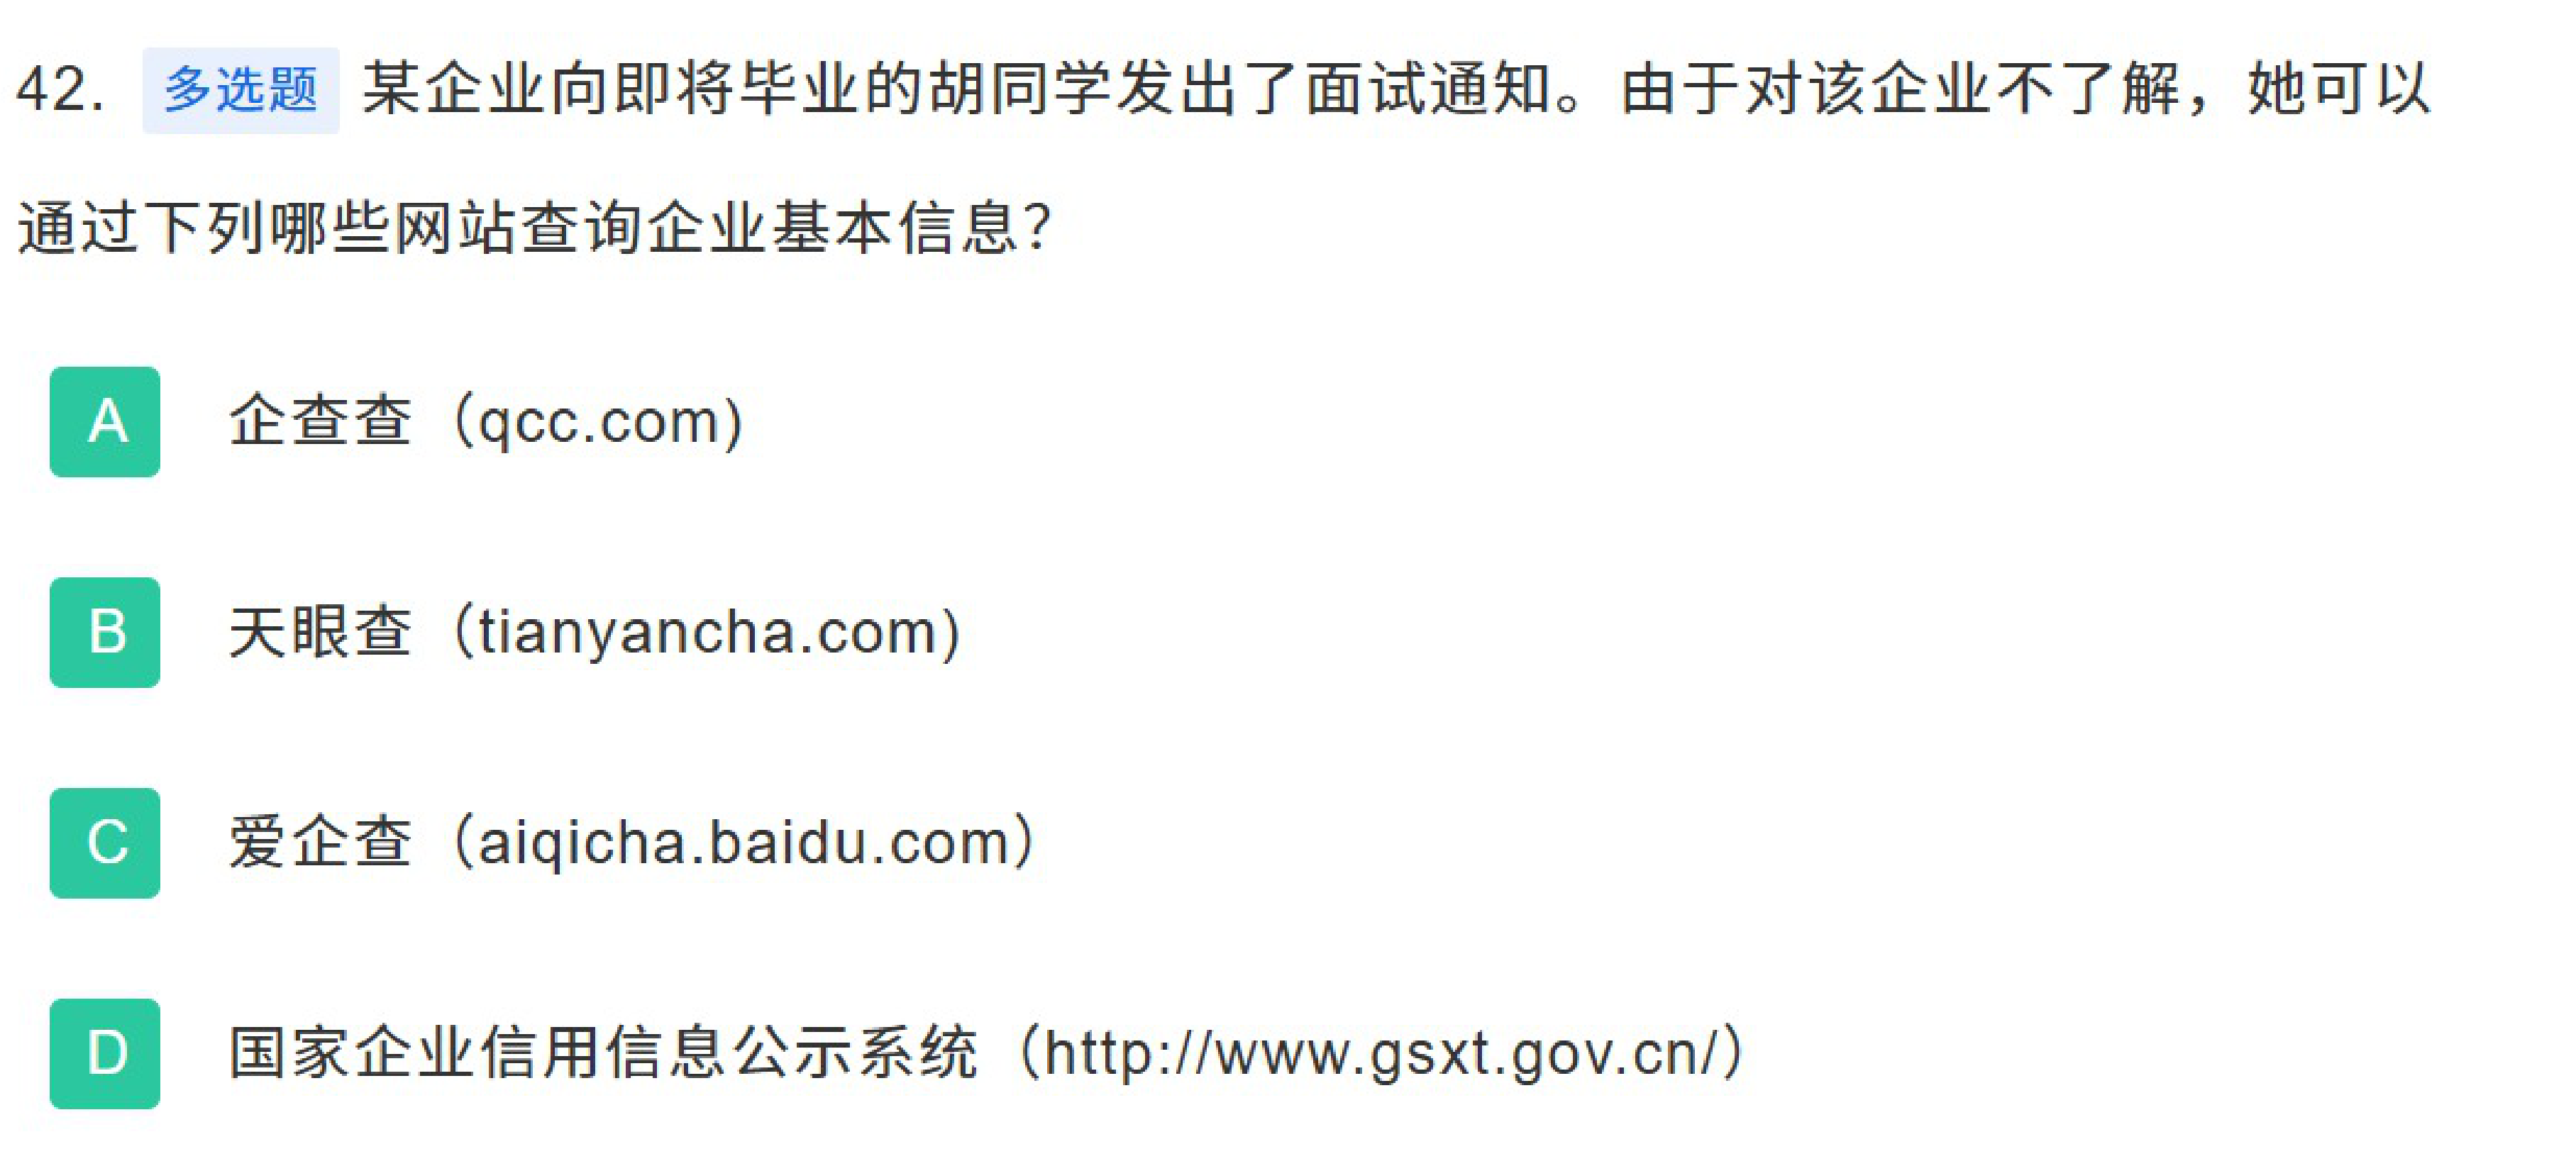 42. 多选题 某企业向即将毕业的胡同学发出了面试通知。由于对该企业不了解，她可以
通过下列哪些网站查询企业基本信息？
A 企查查（qcc.com)
B 天眼查（tianyancha.com)
C 爱企查（aiqicha.baidu.com）
D 国家企业信用信息公示系统（http://www.gsxt.gov.cn/）